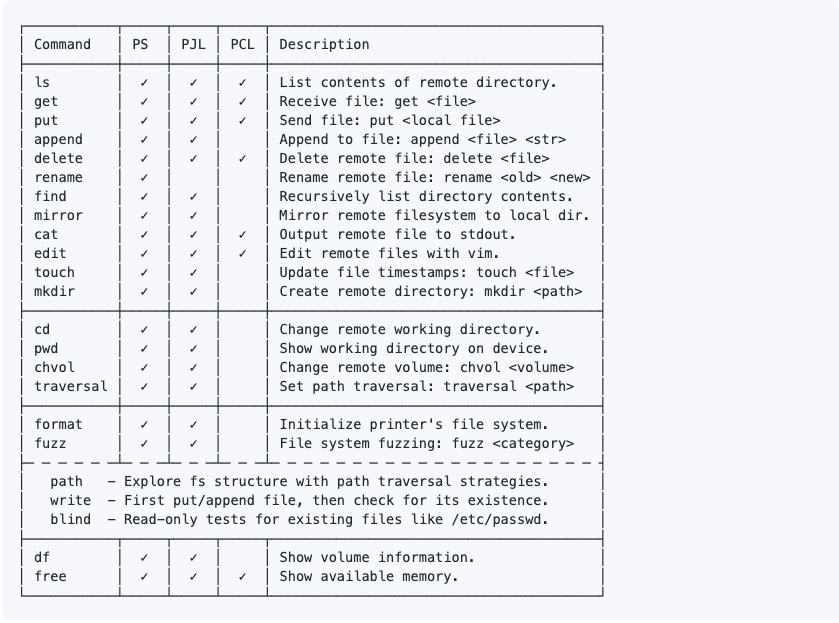 Command PS PJL PCL Description
ls ✓ ✓ ✓ List contents of remote directory.
get ✓ ✓ ✓ Receive file: get <file>
put ✓ ✓ ✓ Send file: put <local file>
append ✓ ✓ Append to file: append <file> <str>
delete ✓ ✓ ✓ Delete remote file: delete <file>
rename ✓ Rename remote file: rename <old> <new>
find ✓ ✓ Recursively list directory contents.
mirror ✓ ✓ Mirror remote filesystem to local dir.
cat ✓ ✓ ✓ Output remote file to stdout.
edit ✓ ✓ ✓ Edit remote files with vim.
touch ✓ ✓ Update file timestamps: touch <file>
mkdir ✓ ✓ Create remote directory: mkdir <path>
cd ✓ ✓ Change remote working directory.
pwd ✓ ✓ Show working directory on device.
chvol ✓ ✓ Change remote volume: chvol <volume>
traversal ✓ ✓ Set path traversal: traversal <path>
format ✓ ✓ Initialize printer's file system.
fuzz ✓ ✓ File system fuzzing: fuzz <category>
path – Explore fs structure with path traversal strategies.
write – First put/append file, then check for its existence.
blind – Read–only tests for existing files like /etc/passwd.
df ✓ ✓ Show volume information.
free ✓ ✓ ✓ Show available memory.